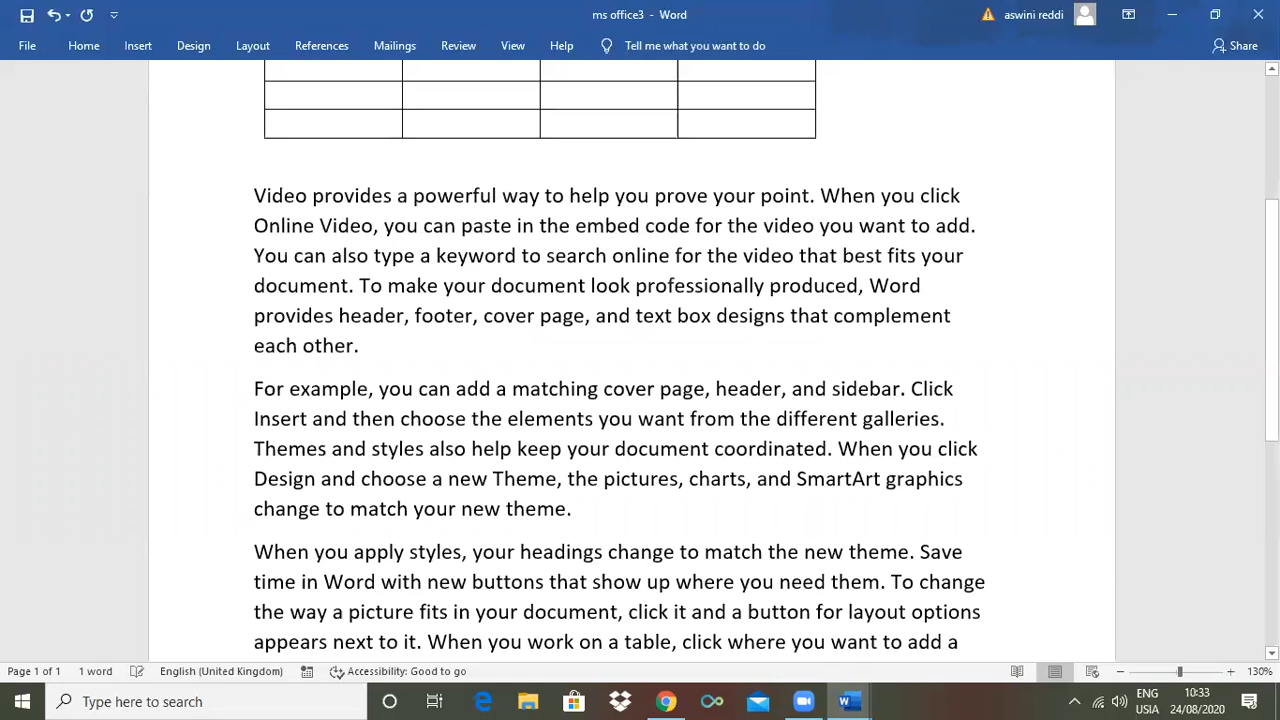 ms office3 - Word
aswini reddi
File Home Insert Design Layout References Mailings Review View Help Tell me what you want to do Share
Video provides a powerful way to help you prove your point. When you click
Online Video, you can paste in the embed code for the video you want to add.
You can also type a keyword to search online for the video that best fits your
document. To make your document look professionally produced, Word
provides header, footer, cover page, and text box designs that complement
each other.
For example, you can add a matching cover page, header, and sidebar. Click
Insert and then choose the elements you want from the different galleries.
Themes and styles also help keep your document coordinated. When you click
Design and choose a new Theme, the pictures, charts, and SmartArt graphics
change to match your new theme.
When you apply styles, your headings change to match the new theme. Save
time in Word with new buttons that show up where you need them. To change
the way a picture fits in your document, click it and a button for layout options
appears next to it. When you work on a table, click where you want to add a
Page 1 of 1 1 word English (United Kingdom) Accessibility: Good to go 130%
Type here to search
ENG 10:33
USIA 24/08/2020